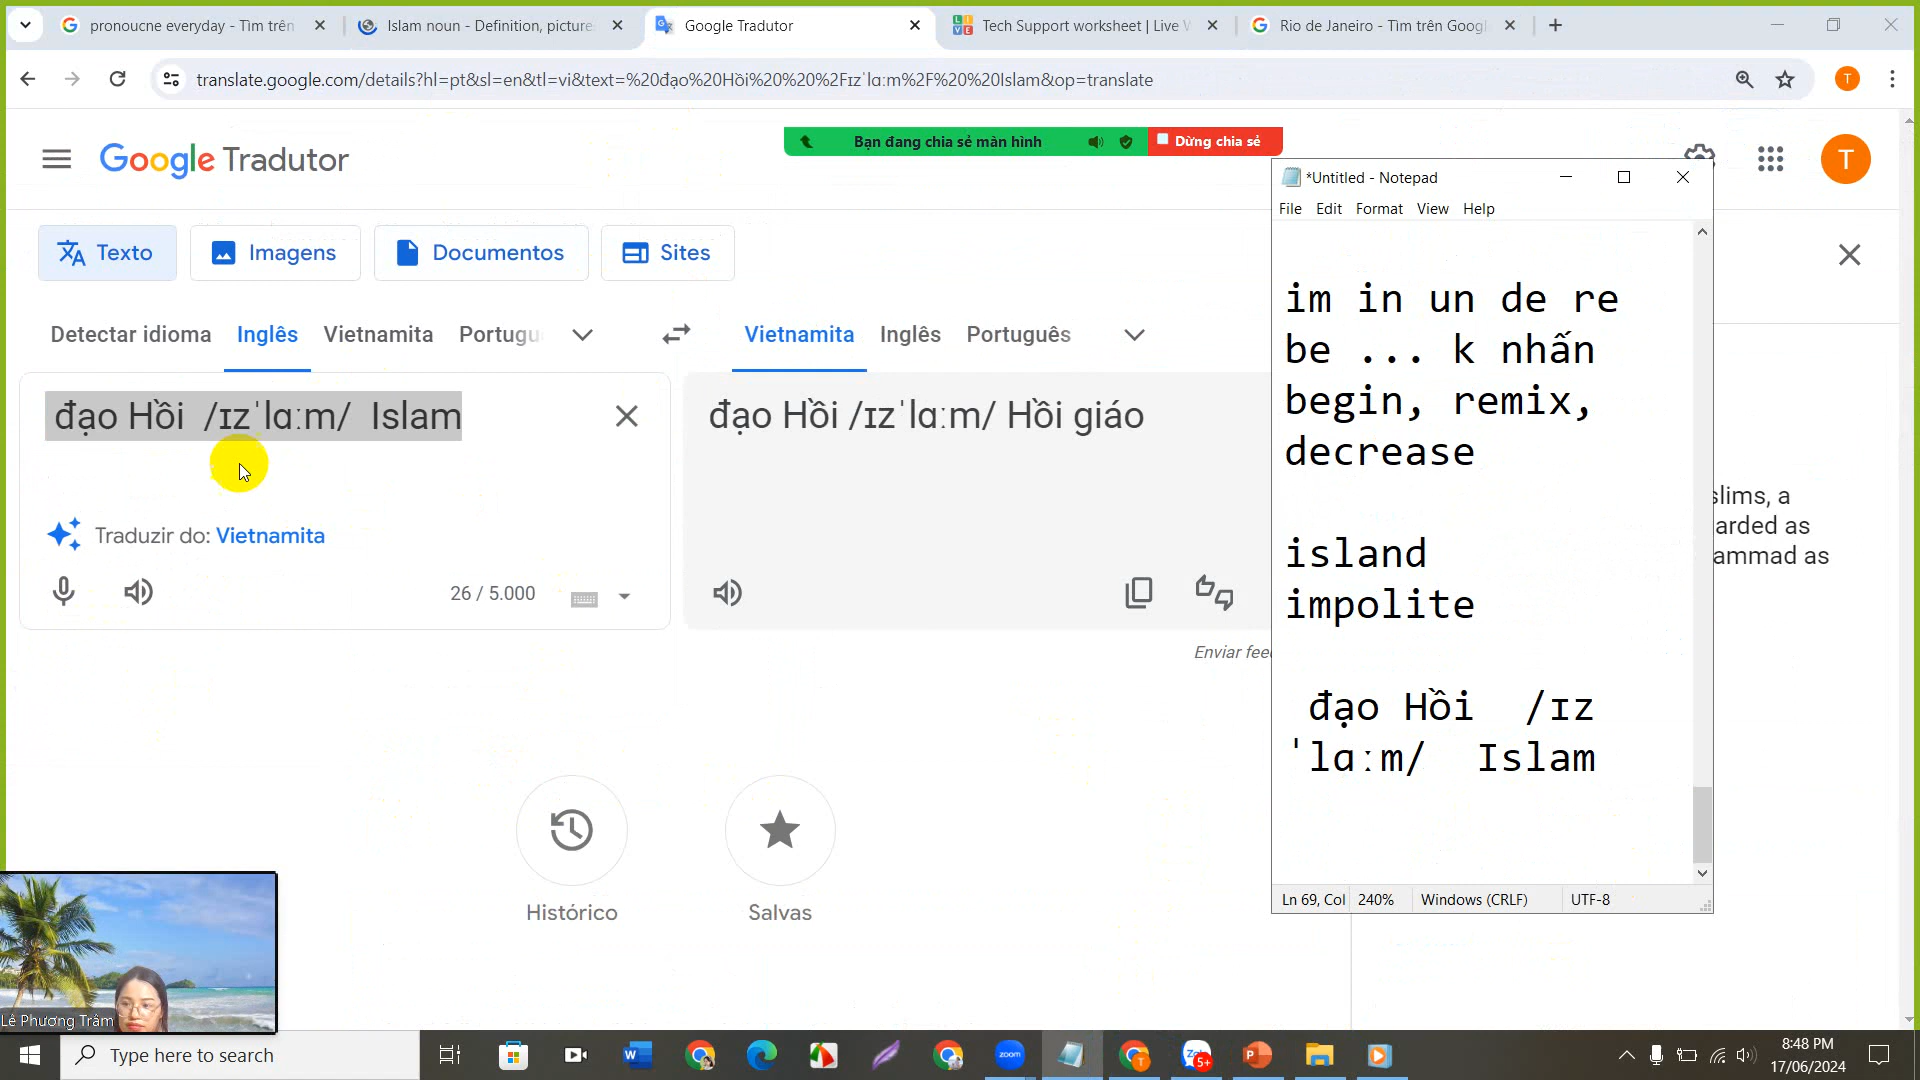 pronoucne everyday - Tìm trên
Islam noun - Definition, picture
Google Tradutor
Tech Support worksheet | Live W
Rio de Janeiro - Tìm trên Google
translate.google.com/details?hl=pt&sl=en&tl=vi&text=%20đạo%20Hồi%20%20%2Fɪzˈlɑːm%2F%20%20Islam&op=translate
T
Google Tradutor
Bạn đang chia sẻ màn hình
Dừng chia sẻ
T
Texto
Imagens
Documentos
Sites
Detectar idioma
Inglês
Vietnamita
Portugu
Vietnamita
Inglês
Português
đạo Hồi /ɪzˈlɑːm/ Islam
đạo Hồi /ɪzˈlɑːm/ Hồi giáo
Traduzir do: Vietnamita
26 / 5.000
Enviar fee
Histórico
Salvas
*Untitled - Notepad
File Edit Format View Help
im in un de re
be ... k nhấn
begin, remix,
decrease
island
impolite
đạo Hồi /ɪz
ˈlɑːm/ Islam
Ln 69, Col
240%
Windows (CRLF)
UTF-8
slims, a
arded as
ammad as
Lê Phương Trâm
Type here to search
zoom
5+
8:48 PM
17/06/2024